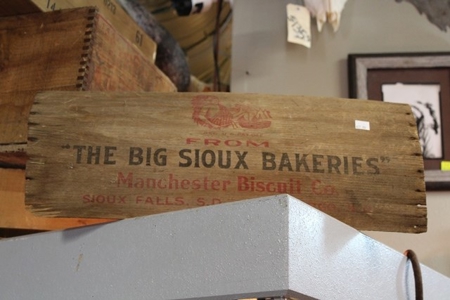 FROM
"THE BIG SIOUX BAKERIES"
Manchester Biscuit Co.
SIOUX FALLS, S.D.